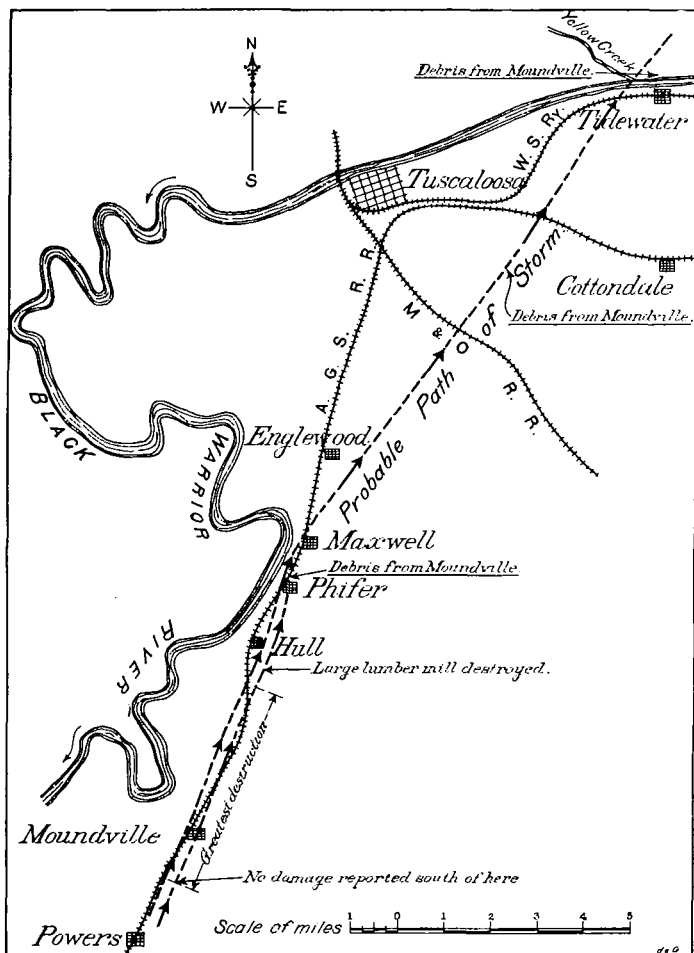 Yellow Creek
N
Debris from Moundville.
W E
S
Tidewater
W. S. RY.
Tuscaloosa
Cottondale
Debris from Moundville.
A. G. S. R. R.
M & O R. R.
Probable Path of Storm.
BLACK WARRIOR RIVER
Englewood.
Maxwell
Debris from Moundville.
Phifer
Hull
Large lumber mill destroyed.
Greatest destruction
Moundville
No damage reported south of here
Powers
Scale of miles
1 0 1 2 3 4 5